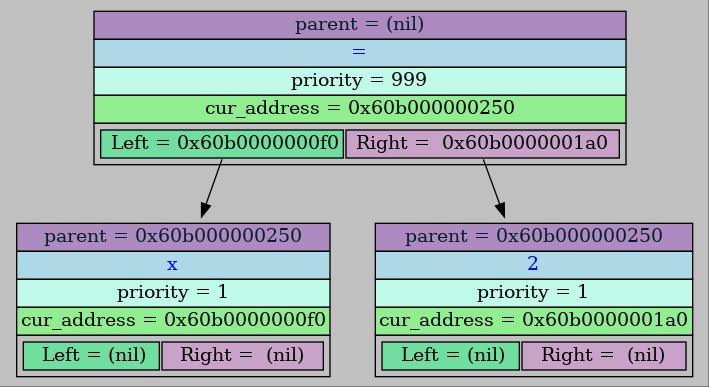 parent = (nil)
=
priority = 999
cur_address = 0x60b000000250
Left = 0x60b0000000f0 Right =  0x60b0000001a0
parent = 0x60b000000250
x
priority = 1
cur_address = 0x60b0000000f0
Left = (nil) Right =  (nil)
parent = 0x60b000000250
2
priority = 1
cur_address = 0x60b0000001a0
Left = (nil) Right =  (nil)